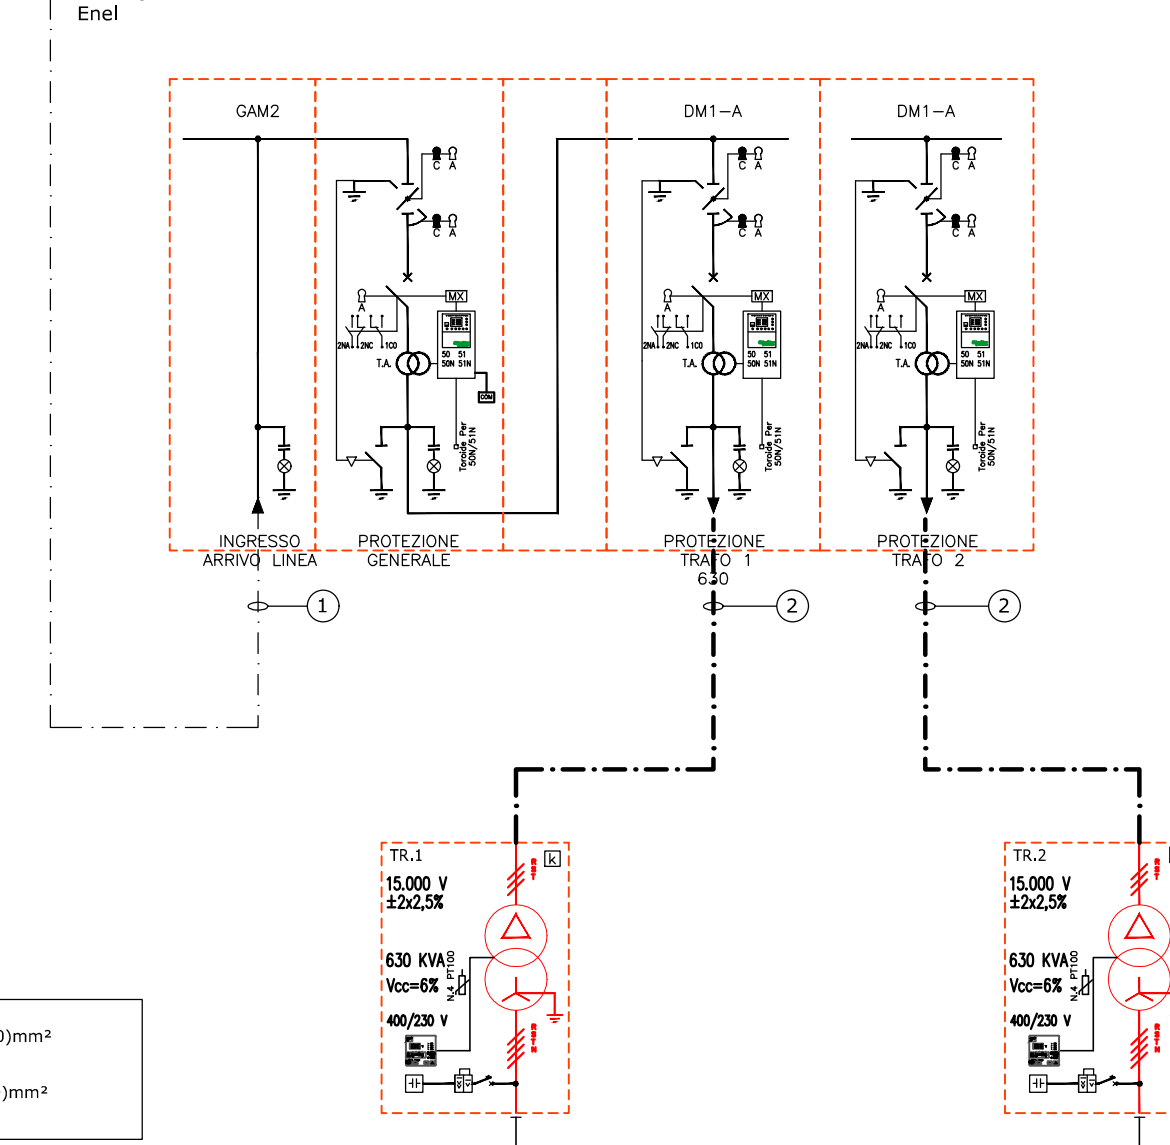 Enel
GAM2
DM1-A
DM1-A
C A
C A
C A
C A
C A
C A
A
MX
A
MX
A
MX
2NA
2NC
1CO
2NA
2NC
1CO
2NA
2NC
1CO
T.A.
50 51
50N 51N
T.A.
50 51
50N 51N
T.A.
50 51
50N 51N
COM
Toroide Per
50N/51N
Toroide Per
50N/51N
Toroide Per
50N/51N
INGRESSO
ARRIVO LINEA
PROTEZIONE
GENERALE
PROTEZIONE
TRAFO 1
630
PROTEZIONE
TRAFO 2
1
2
2
TR.1
k
15.000 V
±2x2,5%
630 KVA
Vcc=6%
N.4 PT100
400/230 V
TR.2
15.000 V
±2x2,5%
630 KVA
Vcc=6%
N.4 PT100
400/230 V
0)mm²
)mm²